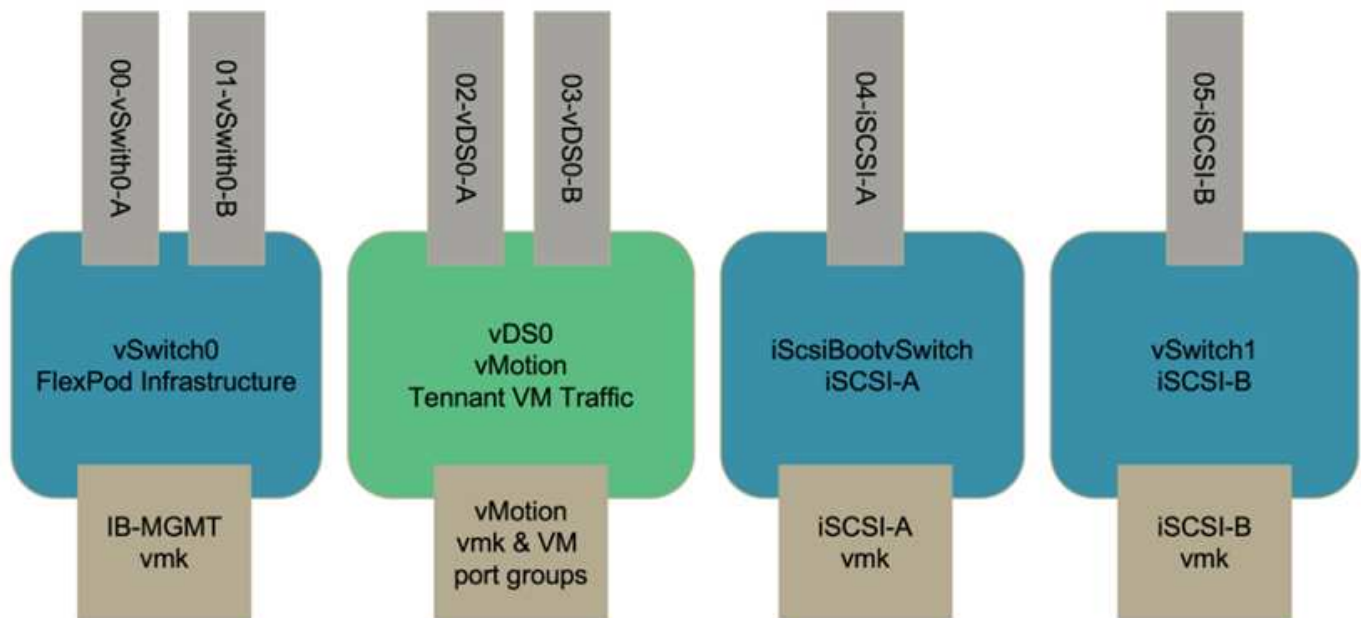 00-vSwith0-A
01-vSwith0-B
02-vDS0-A
03-vDS0-B
04-iSCSI-A
05-iSCSI-B
vSwitch0
FlexPod Infrastructure
vDS0
vMotion
Tennant VM Traffic
iScsiBootvSwitch
iSCSI-A
vSwitch1
iSCSI-B
IB-MGMT
vmk
vMotion
vmk & VM
port groups
iSCSI-A
vmk
iSCSI-B
vmk